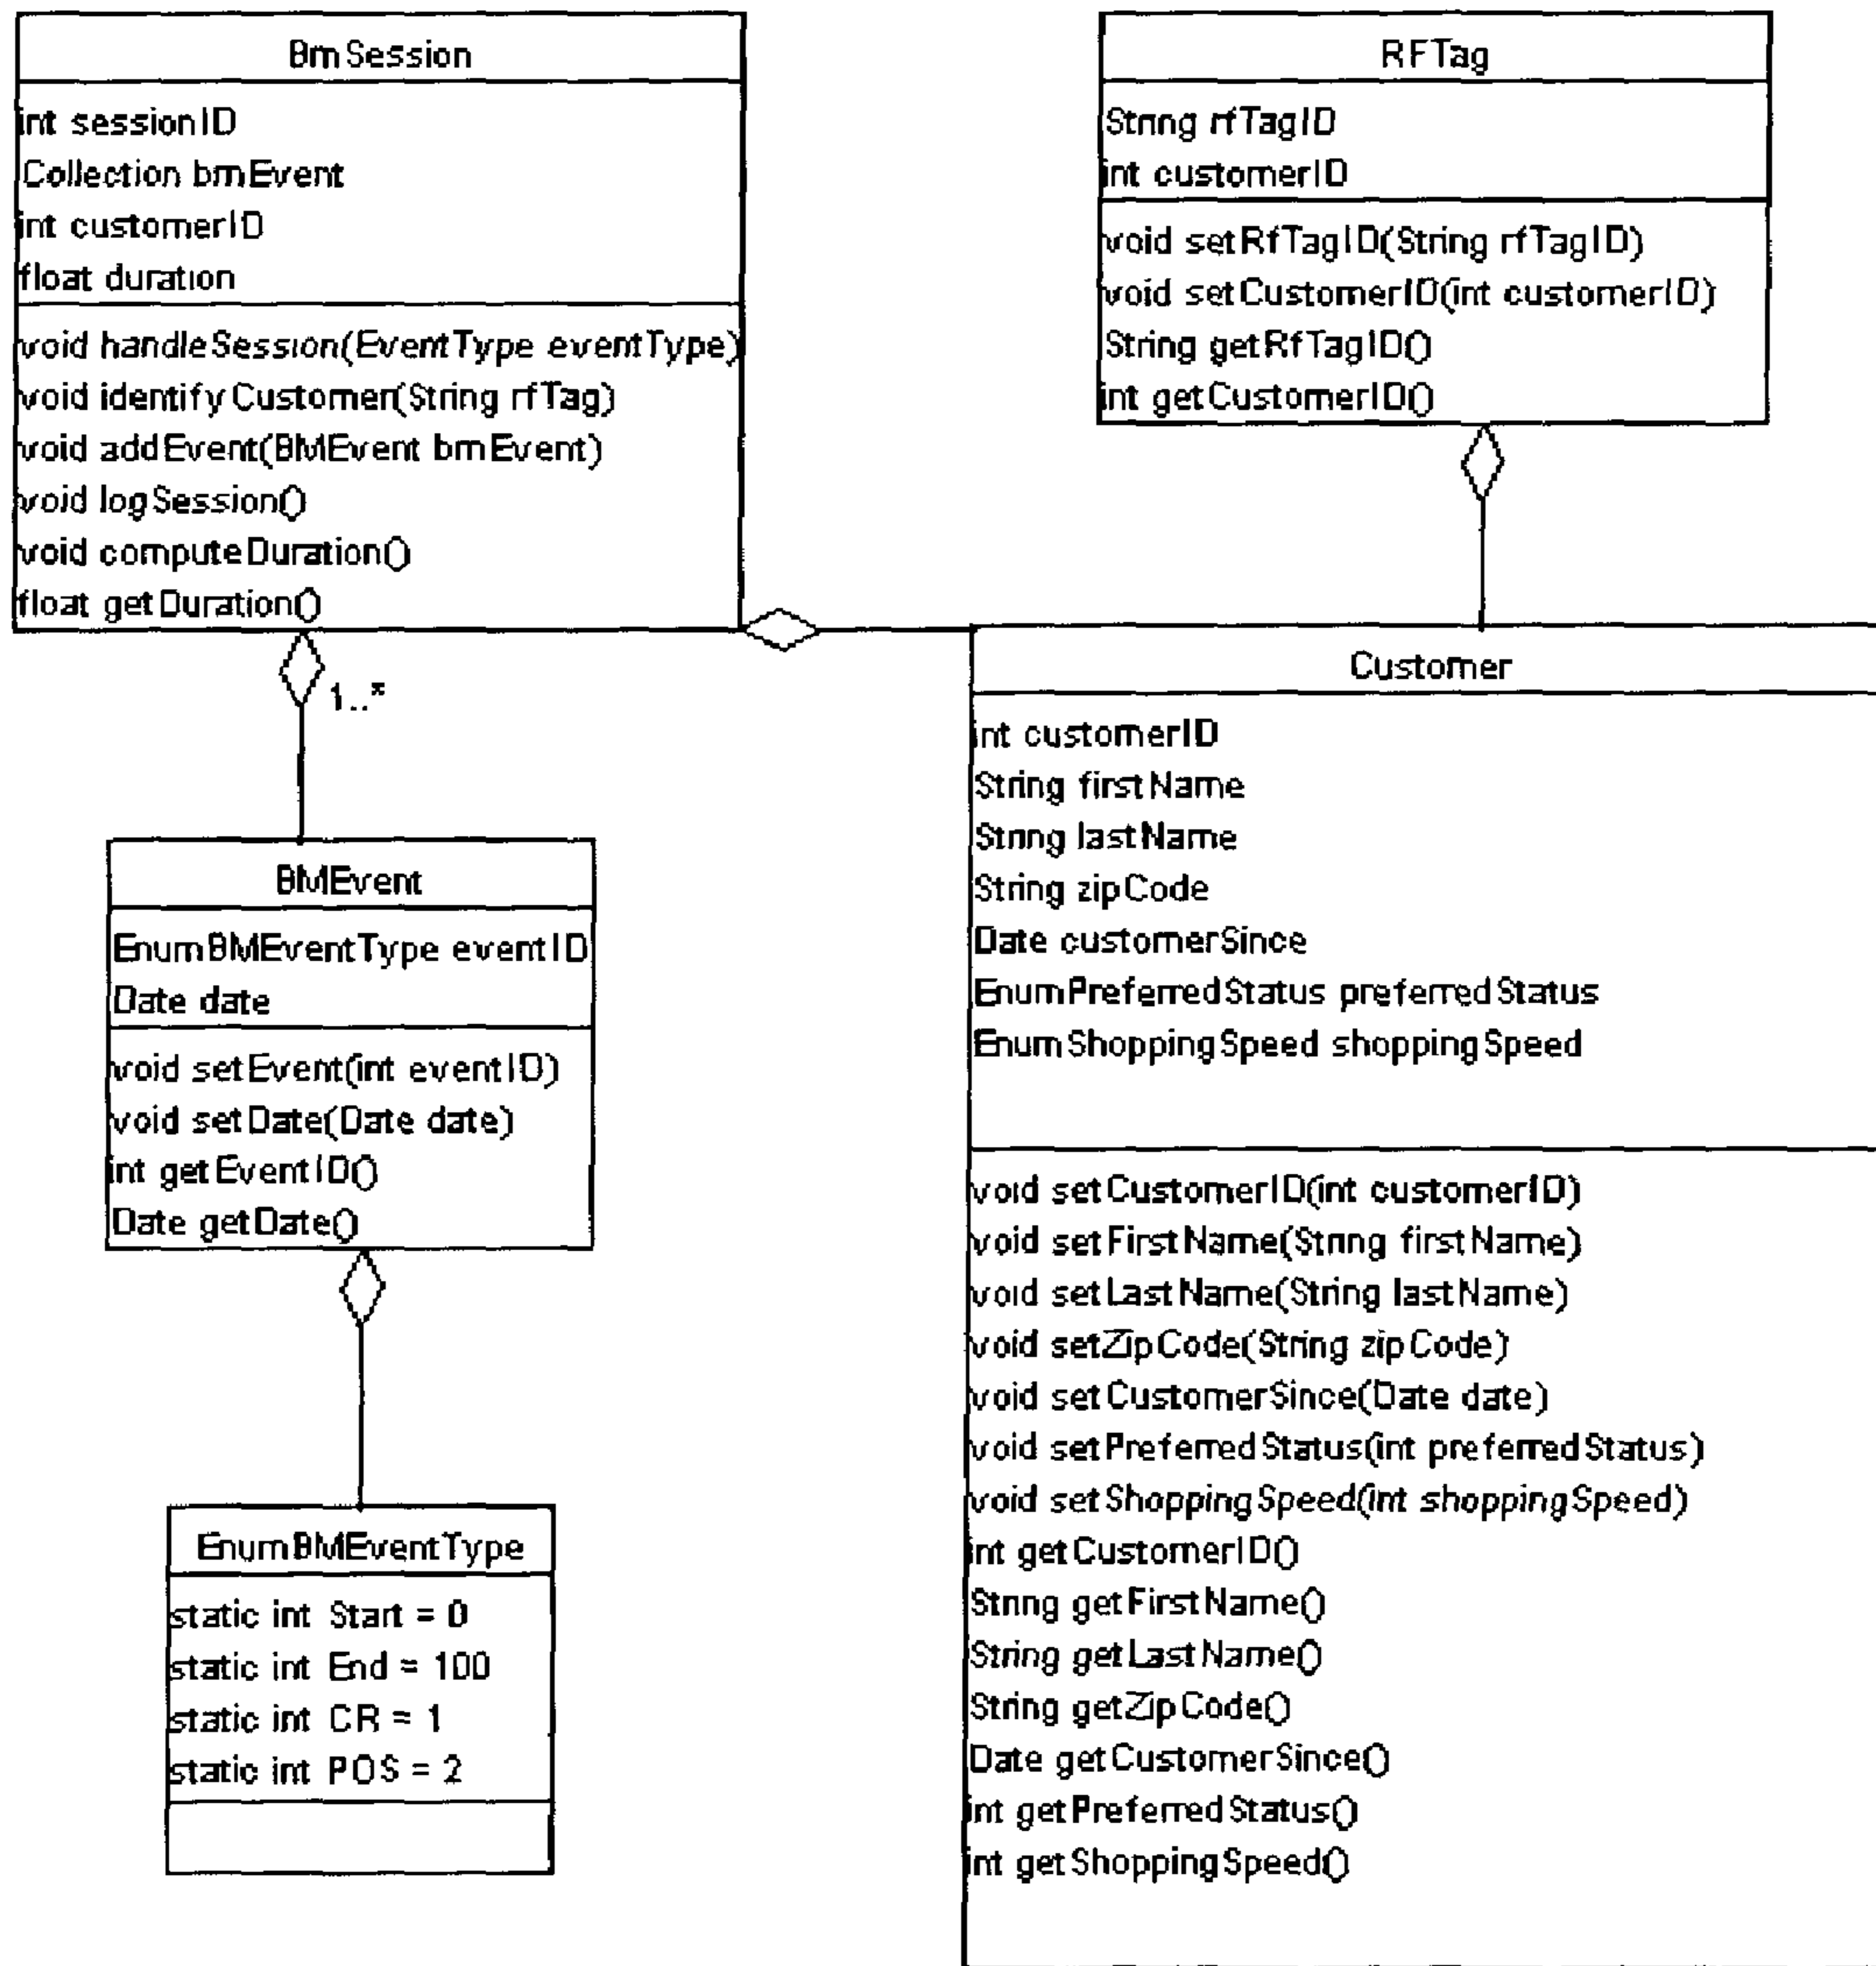 BmSession
int sessionID
Collection bmEvent
int customerID
float duration
void handleSession(EventType eventType)
void identifyCustomer(String rfTag)
void addEvent(BMEvent bmEvent)
void logSession()
void computeDuration()
float getDuration()
1..*
RFTag
String rfTagID
int customerID
void setRfTagID(String rfTagID)
void setCustomerID(int customerID)
String getRfTagID()
int getCustomerID()
BMEvent
EnumBMEventType eventID
Date date
void setEvent(int eventID)
void setDate(Date date)
int getEventID()
Date getDate()
EnumBMEventType
static int Start = 0
static int End = 100
static int CR = 1
static int POS = 2
Customer
int customerID
String firstName
String lastName
String zipCode
Date customerSince
EnumPreferredStatus preferredStatus
EnumShoppingSpeed shoppingSpeed
void setCustomerID(int customerID)
void setFirstName(String firstName)
void setLastName(String lastName)
void setZipCode(String zipCode)
void setCustomerSince(Date date)
void setPreferredStatus(int preferredStatus)
void setShoppingSpeed(int shoppingSpeed)
int getCustomerID()
String getFirstName()
String getLastName()
String getZipCode()
Date getCustomerSince()
int getPreferredStatus()
int getShoppingSpeed()